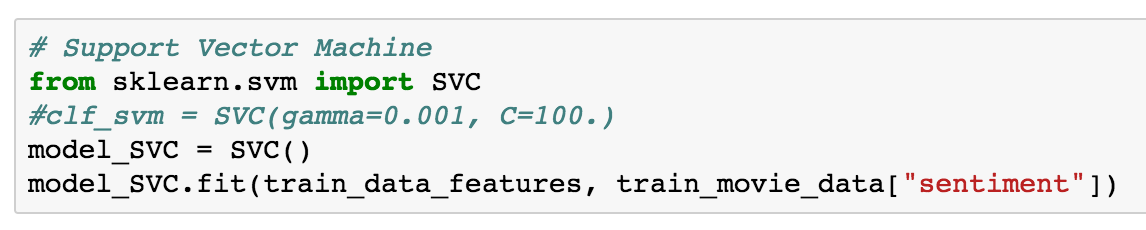 # Support Vector Machine
from sklearn.svm import SVC
#clf_svm = SVC(gamma=0.001, C=100.)
model_SVC = SVC()
model_SVC.fit(train_data_features, train_movie_data["sentiment"])